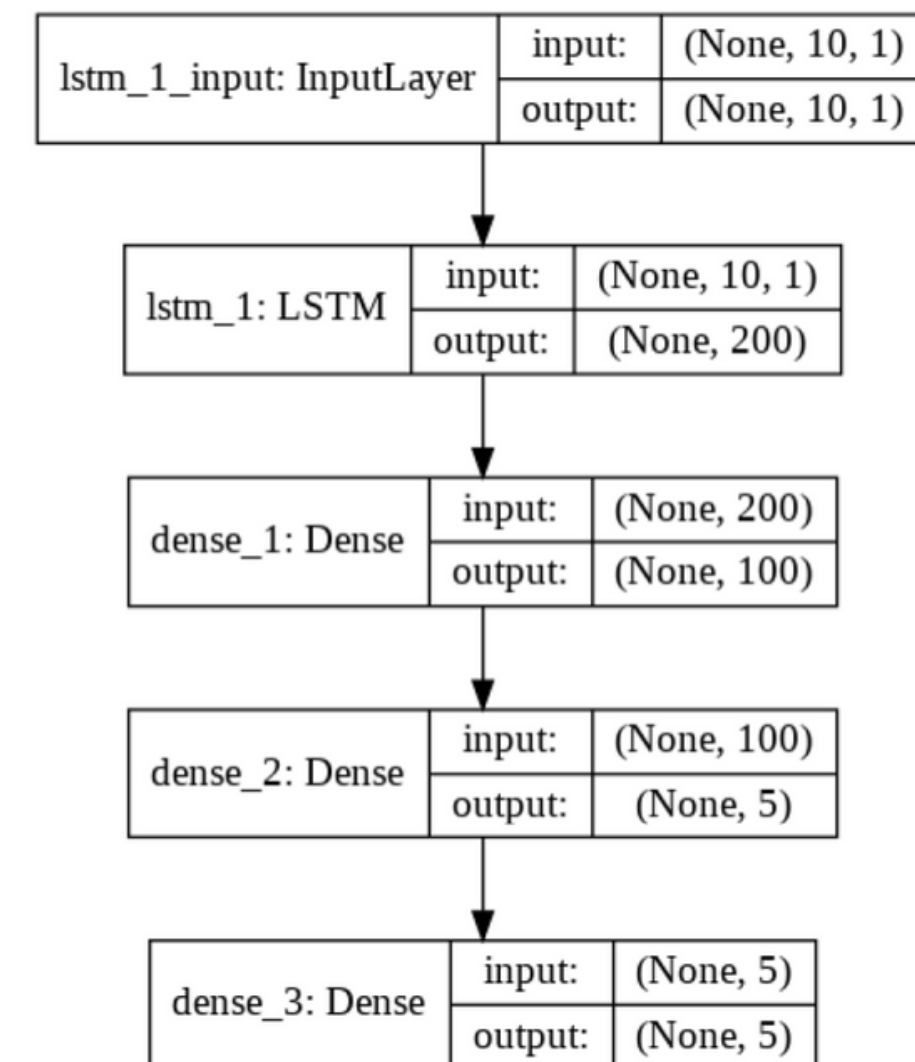 lstm_1_input: InputLayer
input: (None, 10, 1)
output: (None, 10, 1)
lstm_1: LSTM
input: (None, 10, 1)
output: (None, 200)
dense_1: Dense
input: (None, 200)
output: (None, 100)
dense_2: Dense
input: (None, 100)
output: (None, 5)
dense_3: Dense
input: (None, 5)
output: (None, 5)